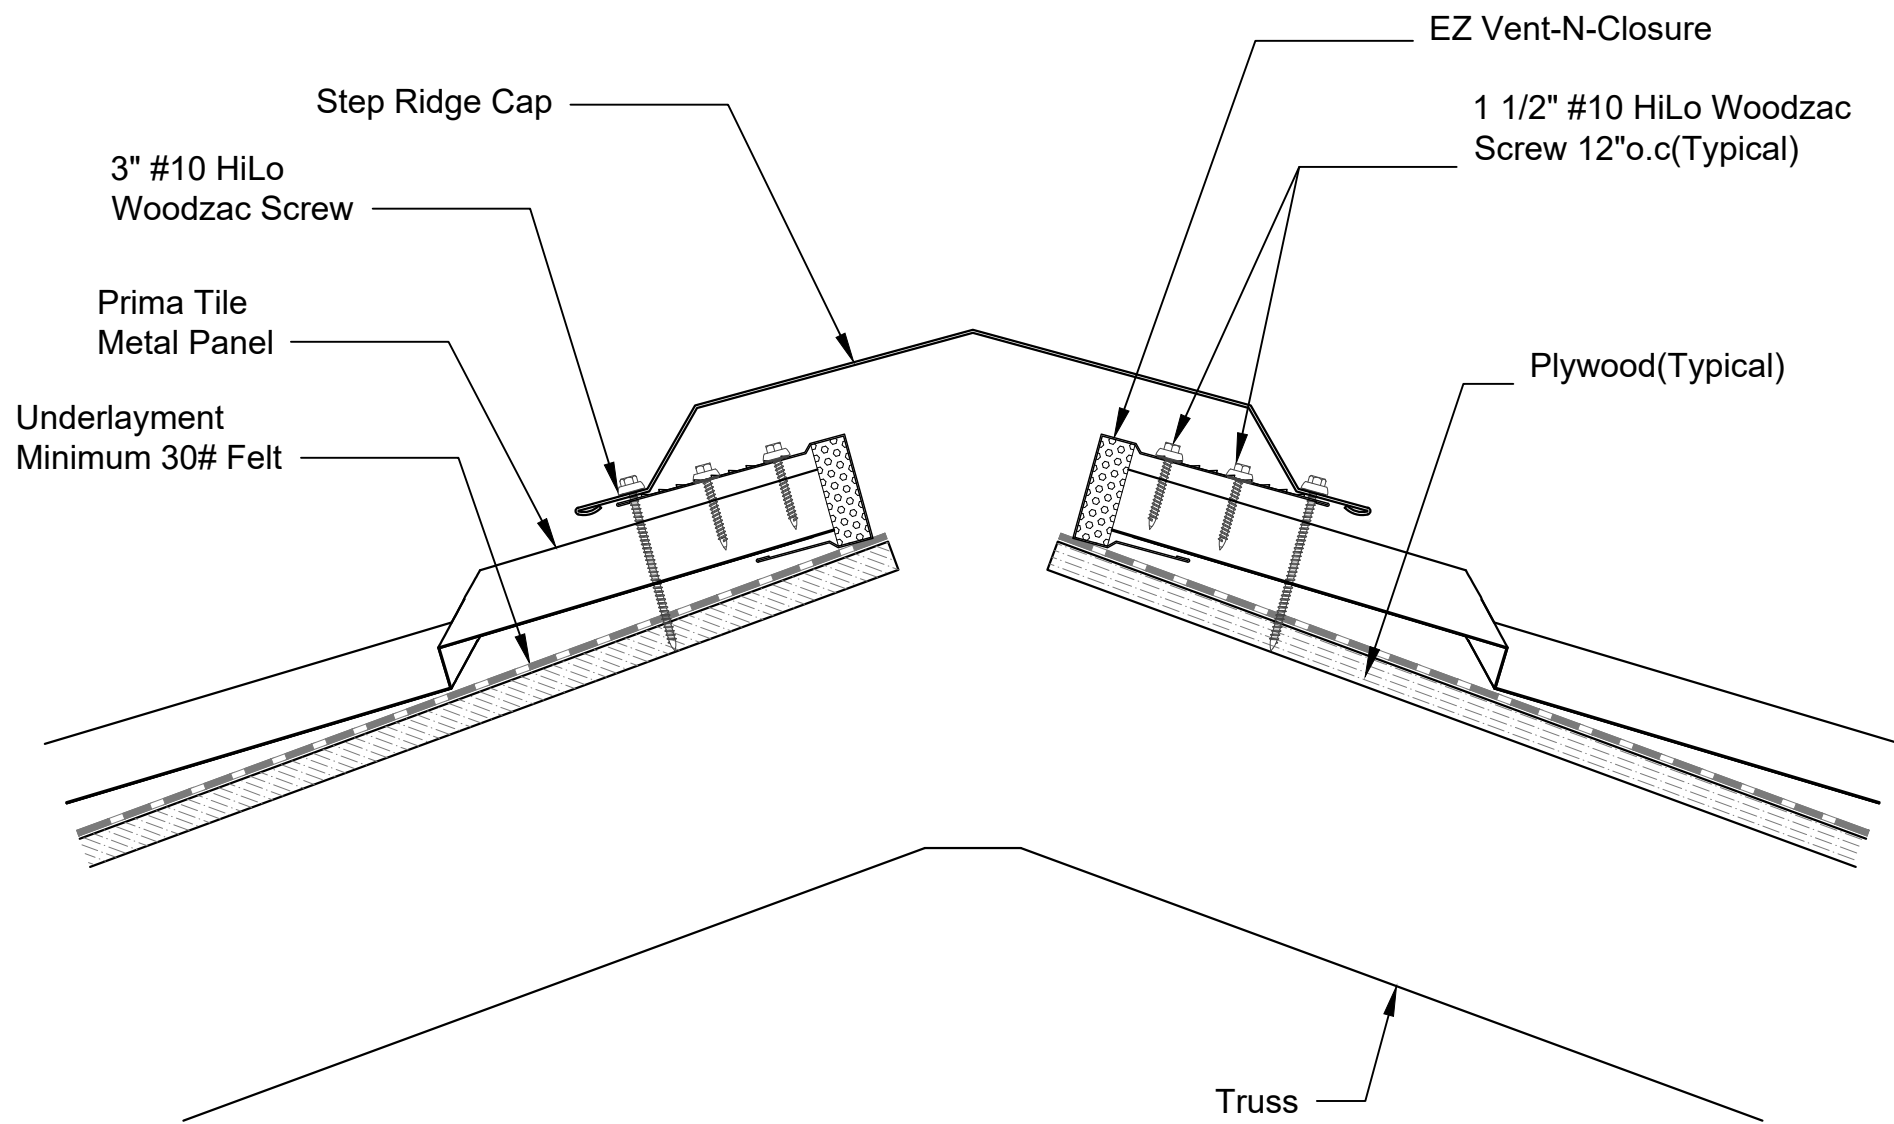 EZ Vent-N-Closure
Step Ridge Cap
1 1/2" #10 HiLo Woodzac
Screw 12"o.c(Typical)
3" #10 HiLo
Woodzac Screw
Prima Tile
Metal Panel
Plywood(Typical)
Underlayment
Minimum 30# Felt
Truss